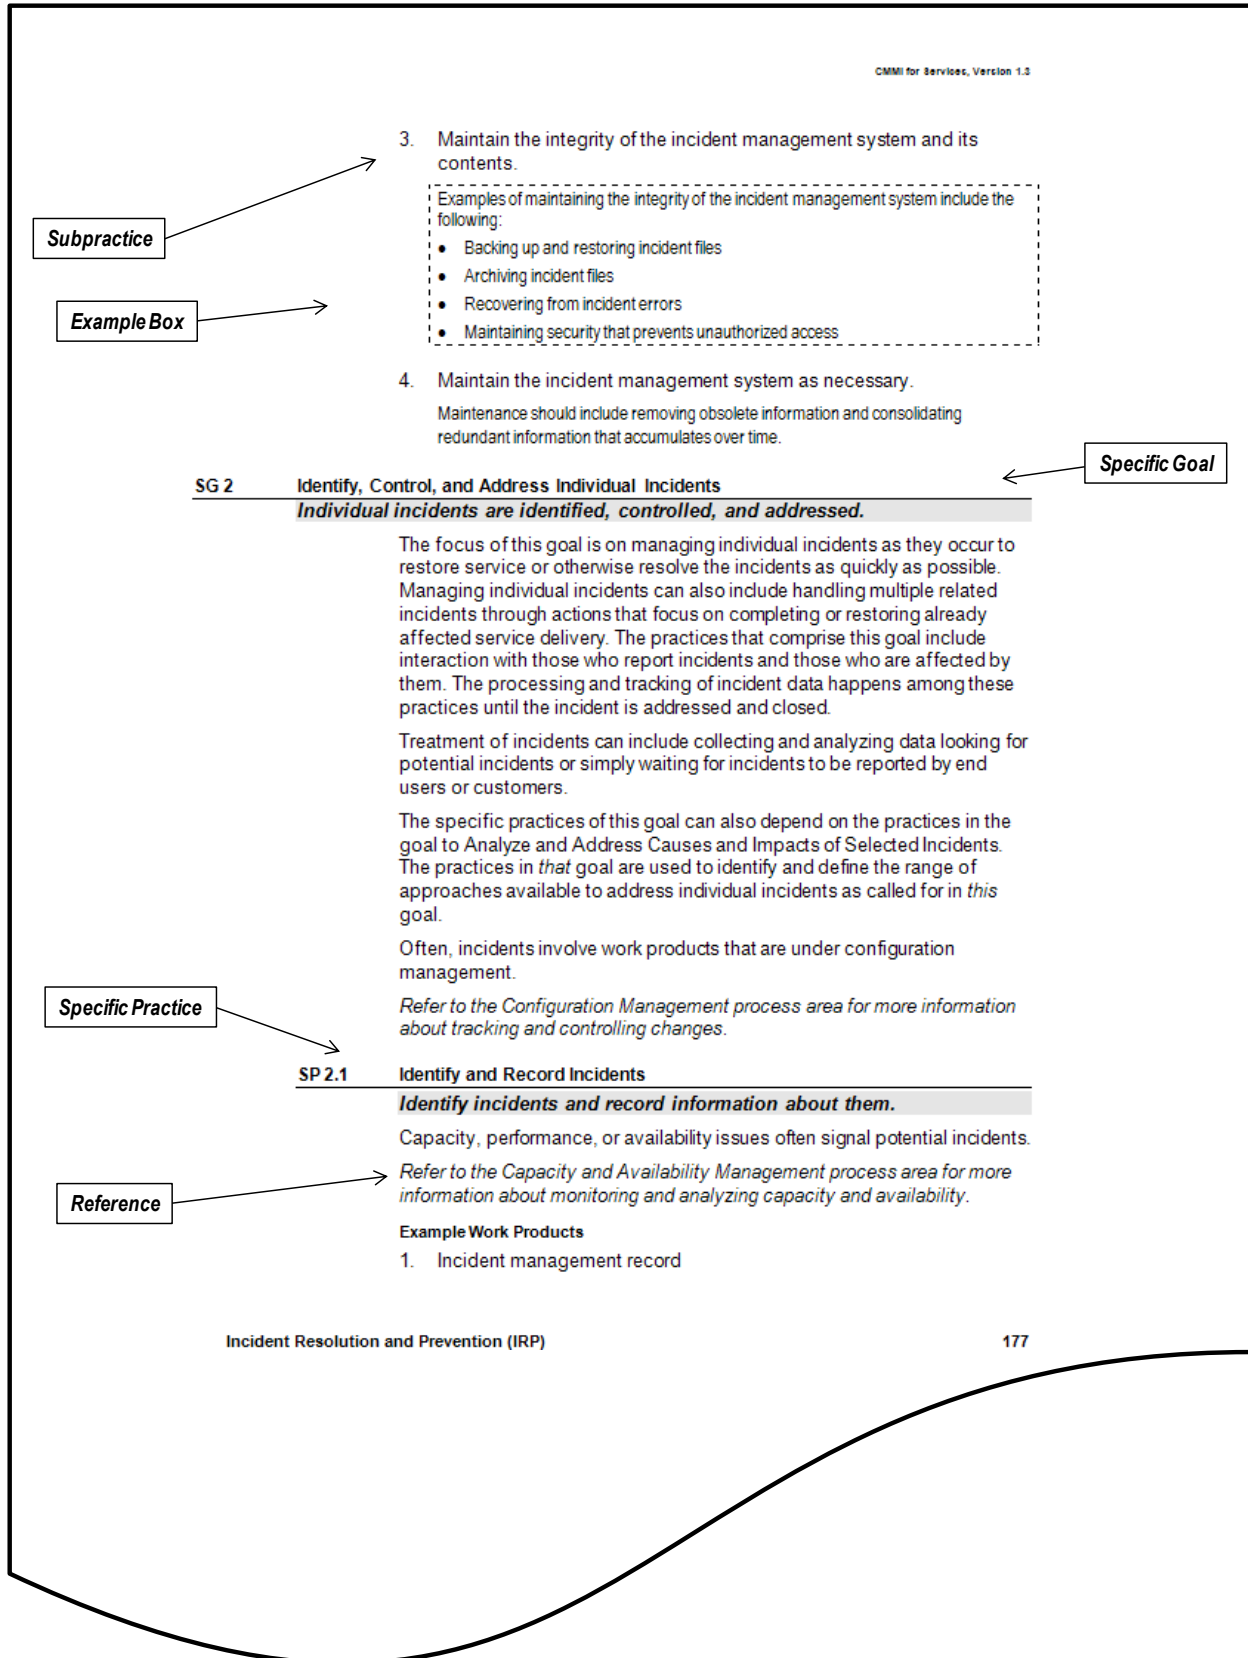 CMMI for Services, Version 1.3
3. Maintain the integrity of the incident management system and its
contents.
Examples of maintaining the integrity of the incident management system include the
following:
• Backing up and restoring incident files
• Archiving incident files
• Recovering from incident errors
• Maintaining security that prevents unauthorized access
Subpractice
Example Box
4. Maintain the incident management system as necessary.
Maintenance should include removing obsolete information and consolidating
redundant information that accumulates over time.
Specific Goal
SG 2 Identify, Control, and Address Individual Incidents
Individual incidents are identified, controlled, and addressed.
The focus of this goal is on managing individual incidents as they occur to
restore service or otherwise resolve the incidents as quickly as possible.
Managing individual incidents can also include handling multiple related
incidents through actions that focus on completing or restoring already
affected service delivery. The practices that comprise this goal include
interaction with those who report incidents and those who are affected by
them. The processing and tracking of incident data happens among these
practices until the incident is addressed and closed.
Treatment of incidents can include collecting and analyzing data looking for
potential incidents or simply waiting for incidents to be reported by end
users or customers.
The specific practices of this goal can also depend on the practices in the
goal to Analyze and Address Causes and Impacts of Selected Incidents.
The practices in that goal are used to identify and define the range of
approaches available to address individual incidents as called for in this
goal.
Often, incidents involve work products that are under configuration
management.
Specific Practice
Refer to the Configuration Management process area for more information
about tracking and controlling changes.
SP 2.1 Identify and Record Incidents
Identify incidents and record information about them.
Capacity, performance, or availability issues often signal potential incidents.
Reference
Refer to the Capacity and Availability Management process area for more
information about monitoring and analyzing capacity and availability.
Example Work Products
1. Incident management record
Incident Resolution and Prevention (IRP) 177